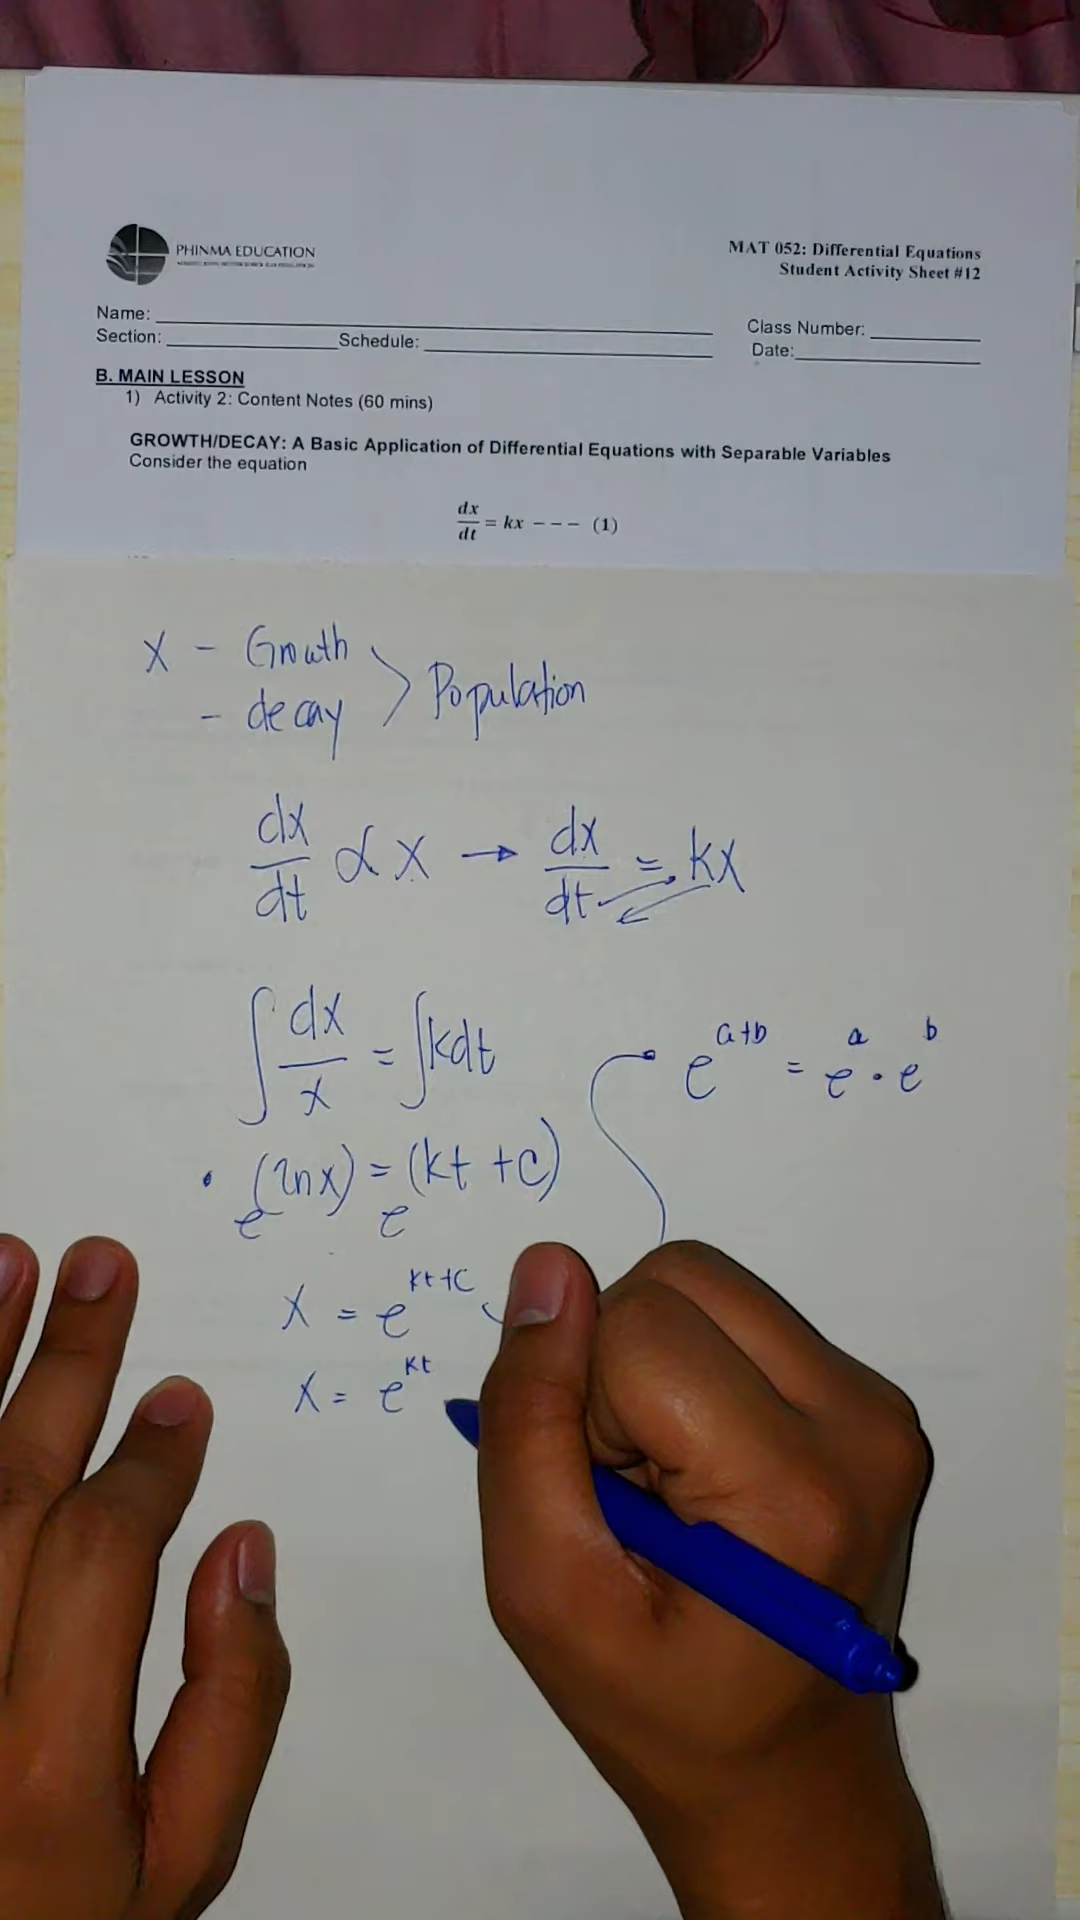 PHINMA EDUCATION
MAT 052: Differential Equations
Student Activity Sheet #12
Name:
Class Number:
Section: Schedule:
Date:
B. MAIN LESSON
1) Activity 2: Content Notes (60 mins)
GROWTH/DECAY: A Basic Application of Differential Equations with Separable Variables
Consider the equation
dx/dt = kx --- (1)
X - Growth
- decay > Population
dx/dt ∝ x → dx/dt = kx
∫ dx/x = ∫kdt
e^(a+b) = e^a · e^b
• e^(lnx) = e^(kt + c)
x = e^(kt+c)
x = e^(kt)